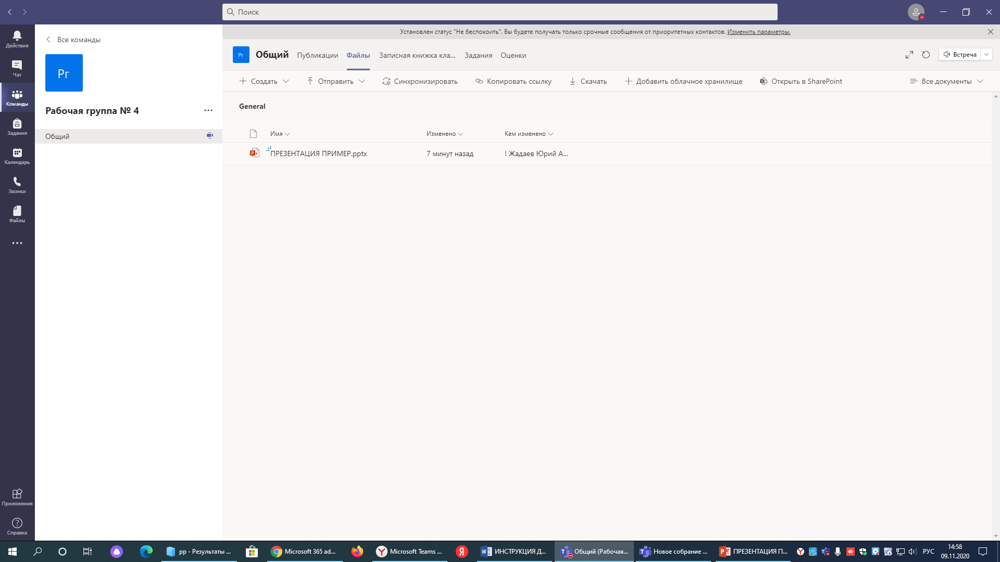 Поиск
Установлен статус "Не беспокоить". Вы будете получать только срочные сообщения от приоритетных контактов. Изменить параметры.
Действия
Чат
Команды
Задания
Календарь
Звонки
Файлы
Приложения
Справка
Все команды
Pr
Рабочая группа № 4
Общий
Pr Общий Публикации Файлы Записная книжка кла... Задания Оценки Встреча
Создать Отправить Синхронизировать Копировать ссылку Скачать Добавить облачное хранилище Открыть в SharePoint Все документы
General
Имя Изменено Кем изменено
ПРЕЗЕНТАЦИЯ ПРИМЕР.pptx 7 минут назад ! Жадаев Юрий А...
pp - Результаты ... Microsoft 365 ad... Microsoft Teams ... ИНСТРУКЦИЯ Д... Общий (Рабочая... Новое собрание ... ПРЕЗЕНТАЦИЯ П... РУС 14:58
09.11.2020